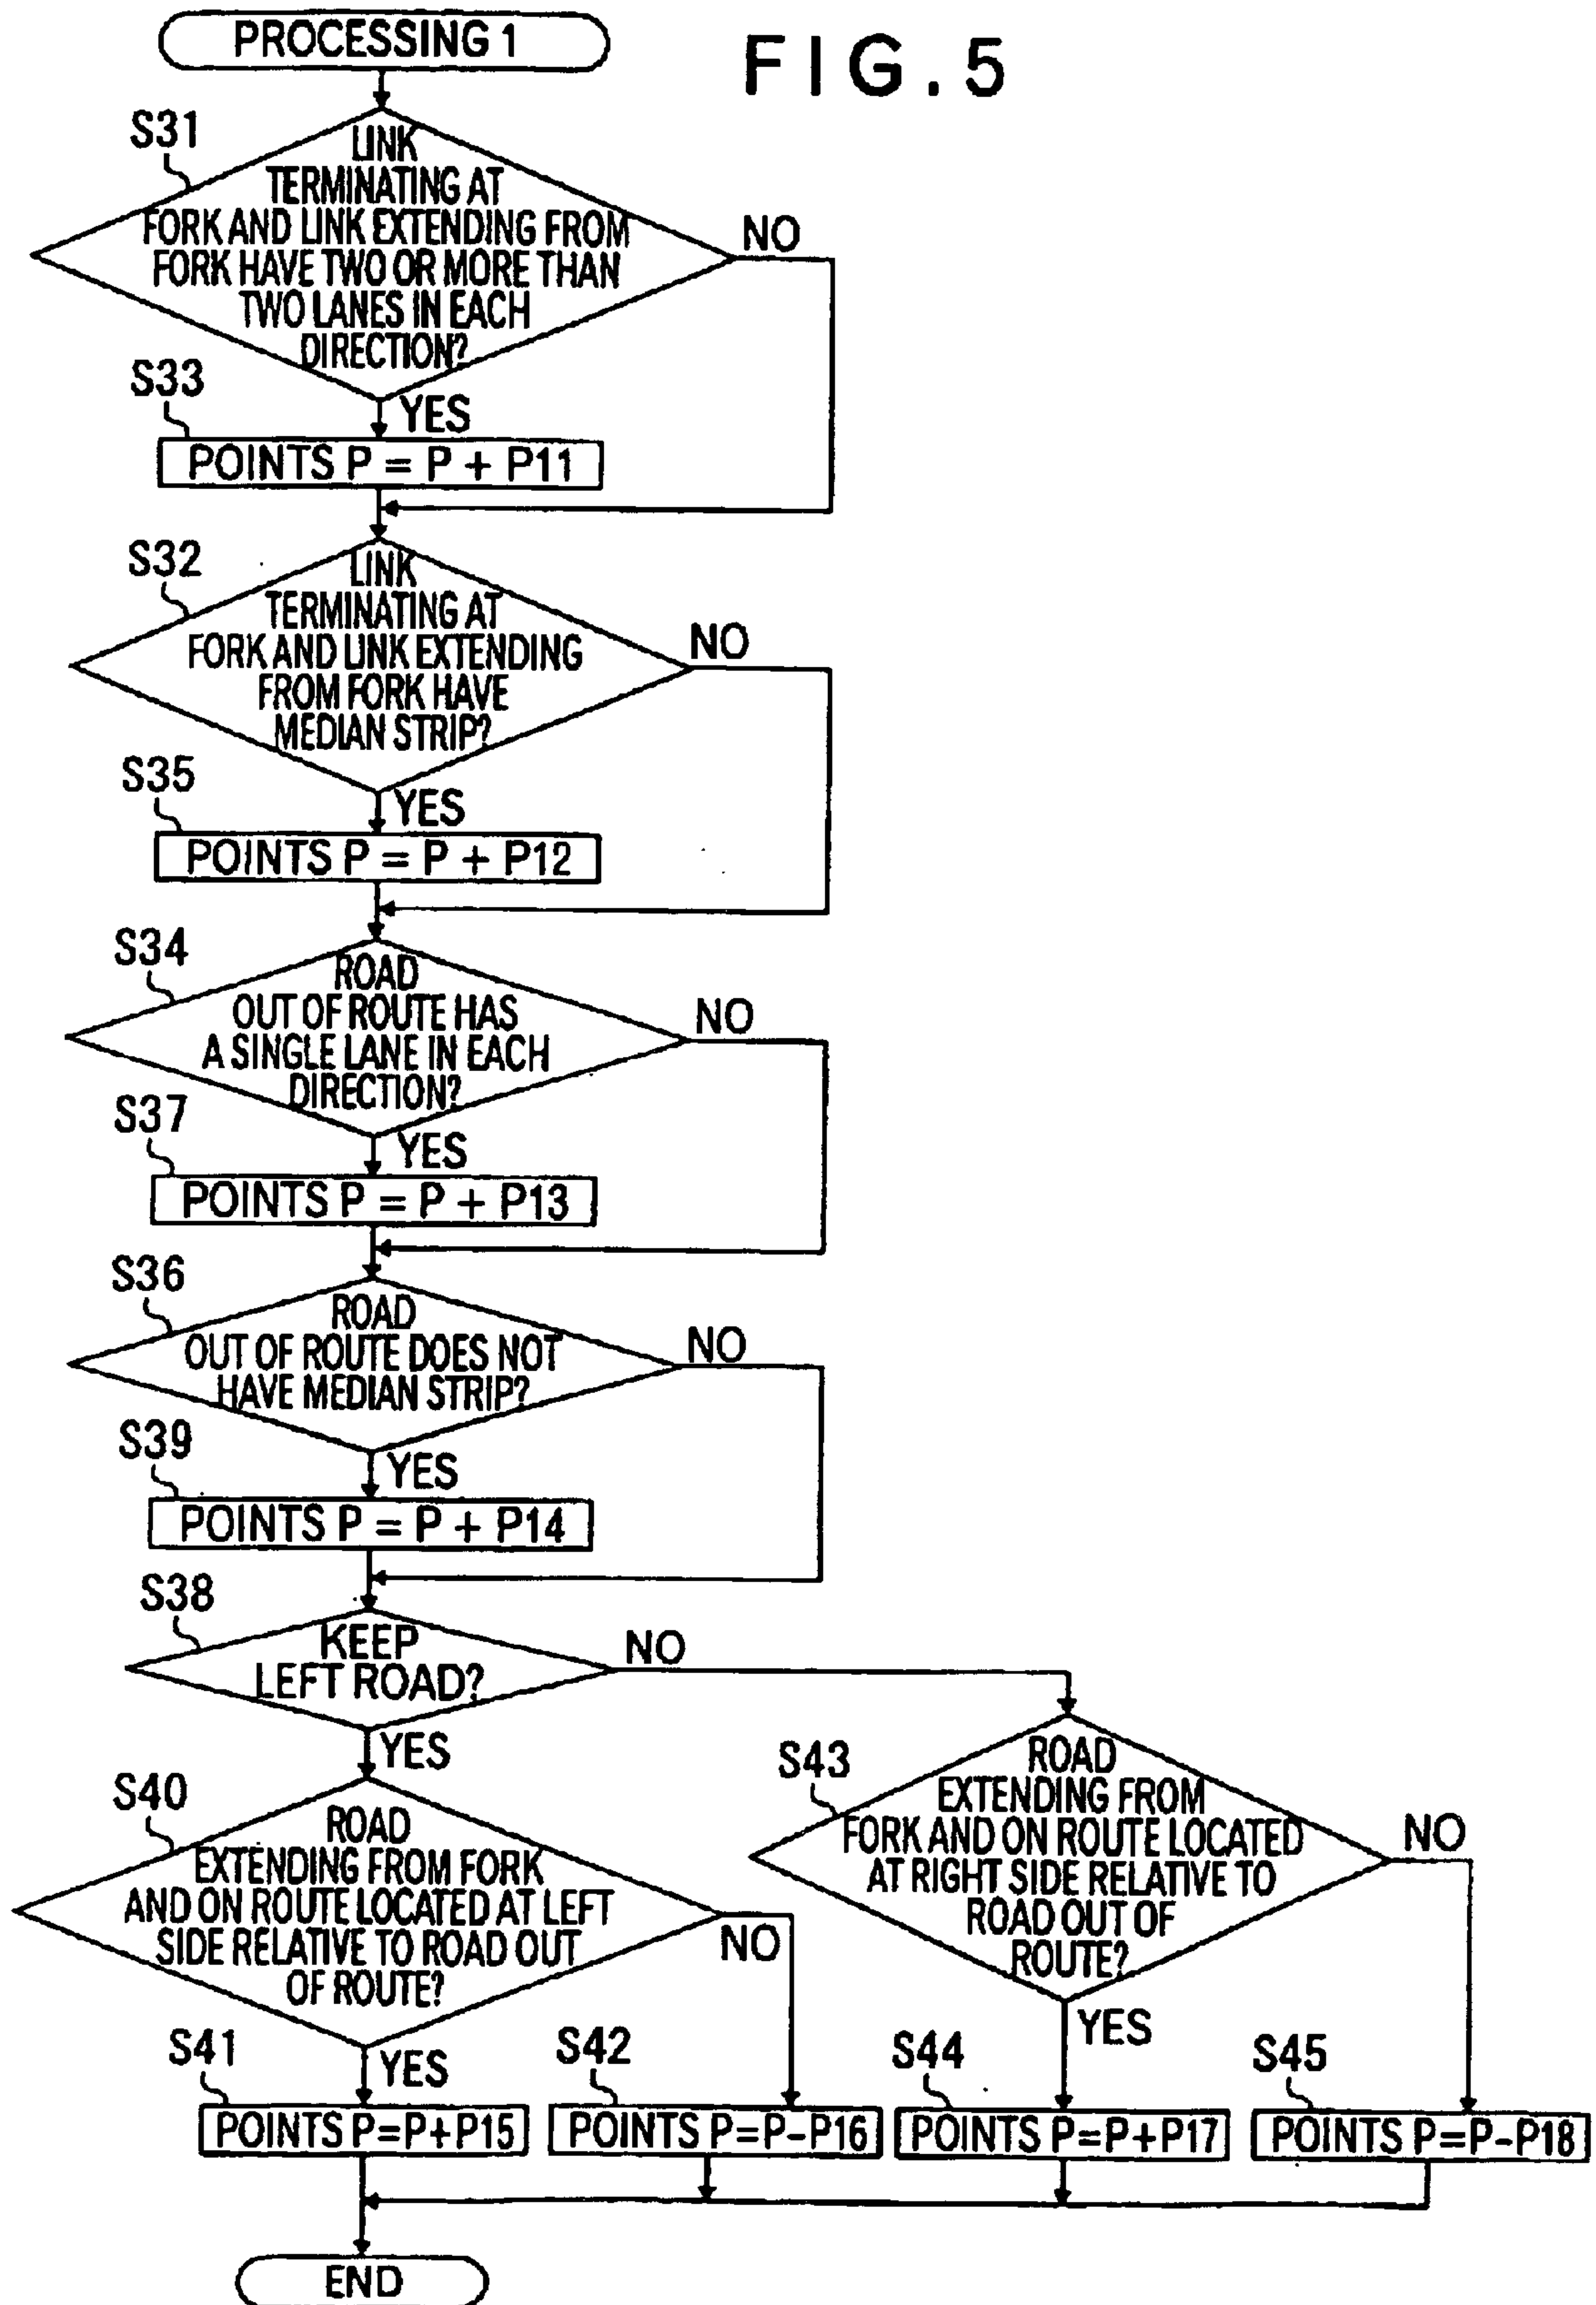 PROCESSING 1
FIG.5
S31
LINK
TERMINATING AT
FORK AND LINK EXTENDING FROM
FORK HAVE TWO OR MORE THAN
TWO LANES IN EACH
DIRECTION?
NO
S33
YES
POINTS P = P + P11
S32
LINK
TERMINATING AT
FORK AND LINK EXTENDING
FROM FORK HAVE
MEDIAN STRIP?
NO
S35
YES
POINTS P = P + P12
S34
ROAD
OUT OF ROUTE HAS
A SINGLE LANE IN EACH
DIRECTION?
NO
S37
YES
POINTS P = P + P13
S36
ROAD
OUT OF ROUTE DOES NOT
HAVE MEDIAN STRIP?
NO
S39
YES
POINTS P = P + P14
S38
KEEP
LEFT ROAD?
NO
YES
S40
ROAD
EXTENDING FROM FORK
AND ON ROUTE LOCATED AT LEFT
SIDE RELATIVE TO ROAD OUT
OF ROUTE?
NO
S43
ROAD
EXTENDING FROM
FORK AND ON ROUTE LOCATED
AT RIGHT SIDE RELATIVE TO
ROAD OUT OF
ROUTE?
NO
S41
YES
POINTS P=P+P15
S42
POINTS P=P-P16
S44
YES
POINTS P=P+P17
S45
POINTS P=P-P18
END